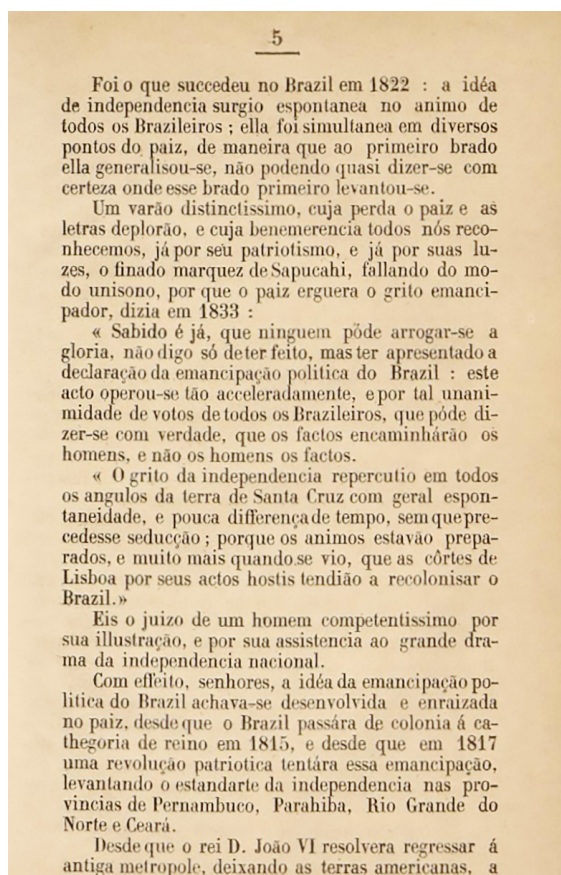 5
Foi o que succedeu no Brazil em 1822 : a idéa
de independencia surgio espontanea no animo de
todos os Brazileiros ; ella foi simultanea em diversos
pontos do paiz, de maneira que ao primeiro brado
ella generalisou-se, não podendo quasi dizer-se com
certeza onde esse brado primeiro levantou-se.
Um varão distinctissimo, cuja perda o paiz e as
letras deplorão, e cuja benemerencia todos nós reco-
nhecemos, já por seu patriotismo, e já por suas lu-
zes, o finado marquez de Sapucahi, fallando do mo-
do unisono, por que o paiz erguera o grito emanci-
pador, dizia em 1833 :
« Sabido é já, que ninguem póde arrogar-se a
gloria, não digo só de ter feito, mas ter apresentado a
declaração da emancipação politica do Brazil : este
acto operou-se tão acceleradamente, e por tal unani-
midade de votos de todos os Brazileiros, que póde di-
zer-se com verdade, que os factos encaminhárão os
homens, e não os homens os factos.
« O grito da independencia repercutio em todos
os angulos da terra de Santa Cruz com geral espon-
taneidade, e pouca differença de tempo, sem que pre-
cedesse seducção ; porque os animos estavão prepa-
rados, e muito mais quando se vio, que as côrtes de
Lisboa por seus actos hostis tendião a recolonisar o
Brazil.»
Eis o juizo de um homem competentissimo por
sua illustração, e por sua assistencia ao grande dra-
ma da independencia nacional.
Com effeito, senhores, a idéa da emancipação po-
litica do Brazil achava-se desenvolvida e enraizada
no paiz, desde que o Brazil passára de colonia á ca-
thegoria de reino em 1815, e desde que em 1817
uma revolução patriotica tentára essa emancipação,
levantando o estandarte da independencia nas pro-
vincias de Pernambuco, Parahiba, Rio Grande do
Norte e Ceará.
Desde que o rei D. João VI resolvera regressar á
antiga metropole, deixando as terras americanas, a